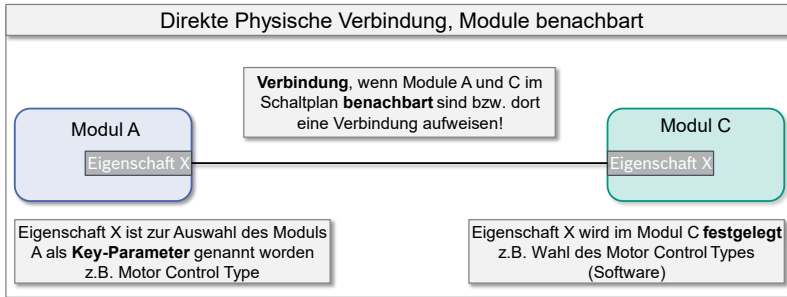 Direkte Physische Verbindung, Module benachbart
Verbindung, wenn Module A und C im
Schaltplan benachbart sind bzw. dort
eine Verbindung aufweisen!
Modul A
Modul C
Eigenschaft X
Eigenschaft X
Eigenschaft X ist zur Auswahl des Moduls
A als Key-Parameter genannt worden
z.B. Motor Control Type
Eigenschaft X wird im Modul C festgelegt
z.B. Wahl des Motor Control Types
(Software)